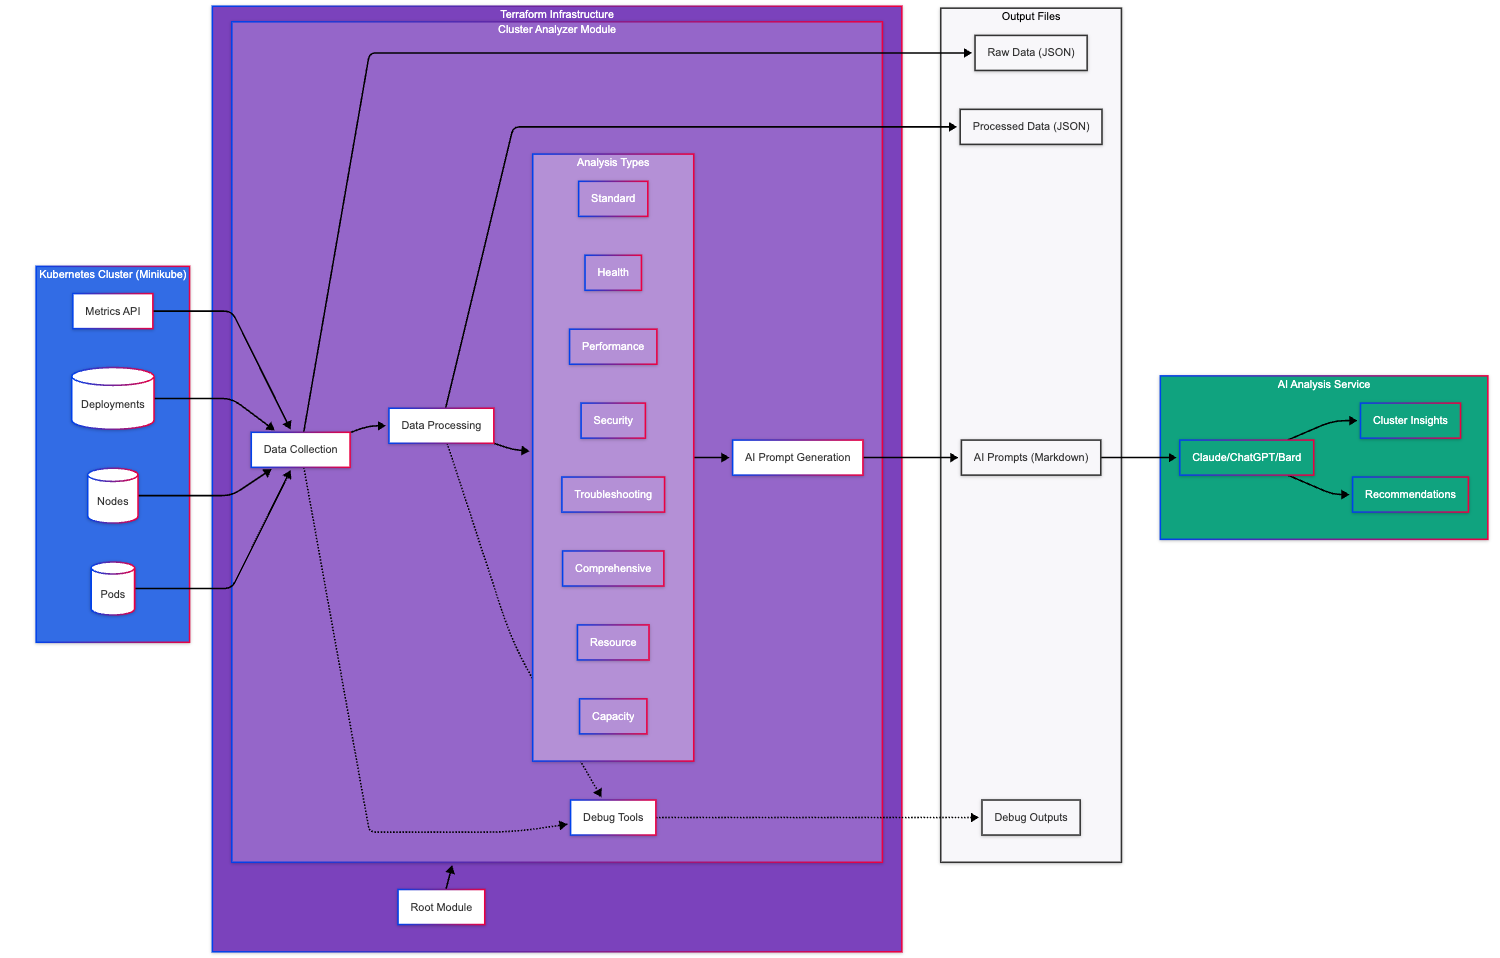 Terraform Infrastructure
Cluster Analyzer Module
Output Files
Raw Data (JSON)
Processed Data (JSON)
Analysis Types
Standard
Health
Performance
Security
Troubleshooting
Comprehensive
Resource
Capacity
Kubernetes Cluster (Minikube)
Metrics API
Deployments
Nodes
Pods
Data Collection
Data Processing
AI Prompt Generation
AI Prompts (Markdown)
AI Analysis Service
Claude/ChatGPT/Bard
Cluster Insights
Recommendations
Debug Tools
Debug Outputs
Root Module